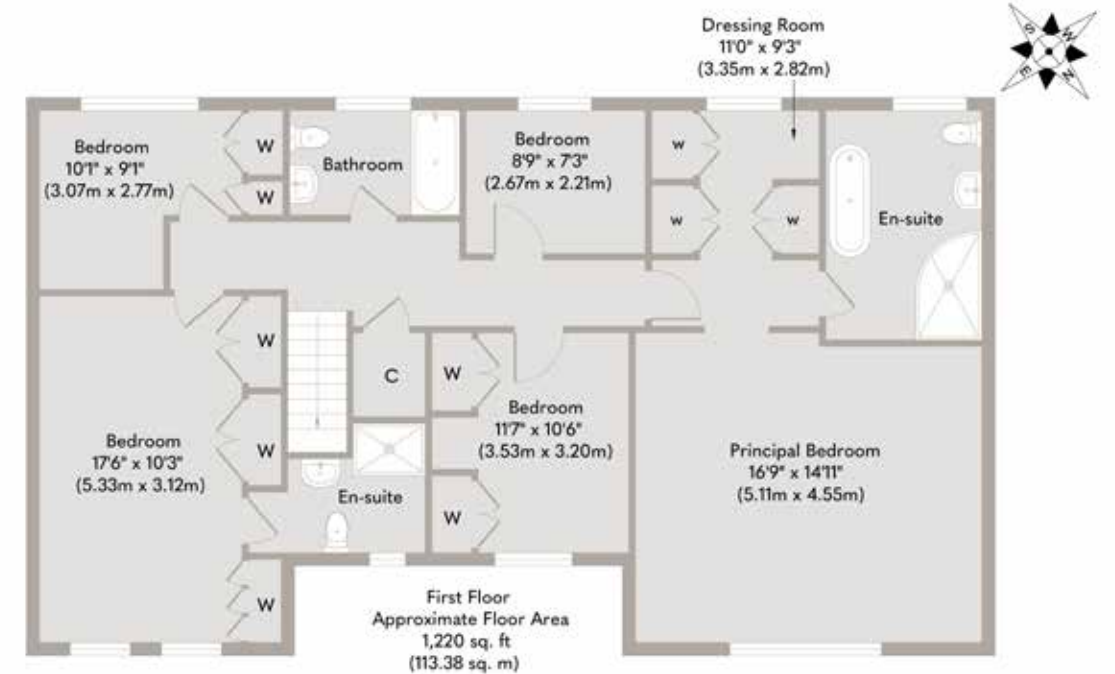 Dressing Room
11'0" x 9'3"
(3.35m x 2.82m)
S
W
E
N
Bedroom
10'1" x 9'1"
(3.07m x 2.77m)
W
W
Bathroom
Bedroom
8'9" x 7'3"
(2.67m x 2.21m)
w
w
w
En-suite
W
W
W
C
W
W
Bedroom
17'6" x 10'3"
(5.33m x 3.12m)
En-suite
Bedroom
11'7" x 10'6"
(3.53m x 3.20m)
Principal Bedroom
16'9" x 14'11"
(5.11m x 4.55m)
First Floor
Approximate Floor Area
1,220 sq. ft
(113.38 sq. m)